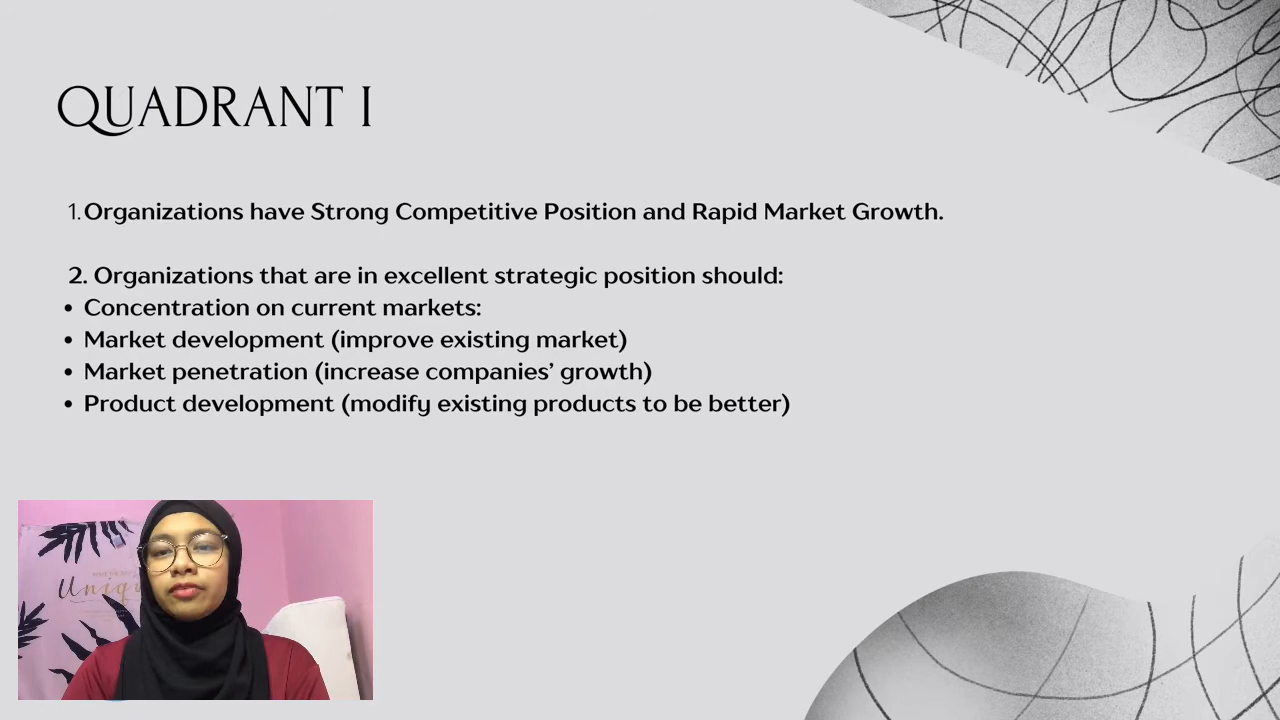 QUADRANT I
1. Organizations have Strong Competitive Position and Rapid Market Growth.
2. Organizations that are in excellent strategic position should:
• Concentration on current markets:
• Market development (improve existing market)
• Market penetration (increase companies’ growth)
• Product development (modify existing products to be better)